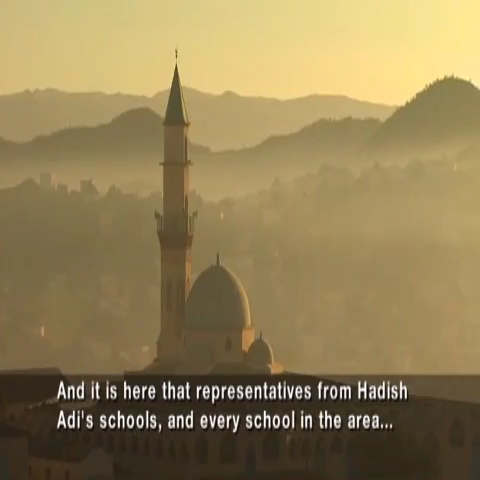 And it is here that representatives from Hadish
Adi's schools, and every school in the area...